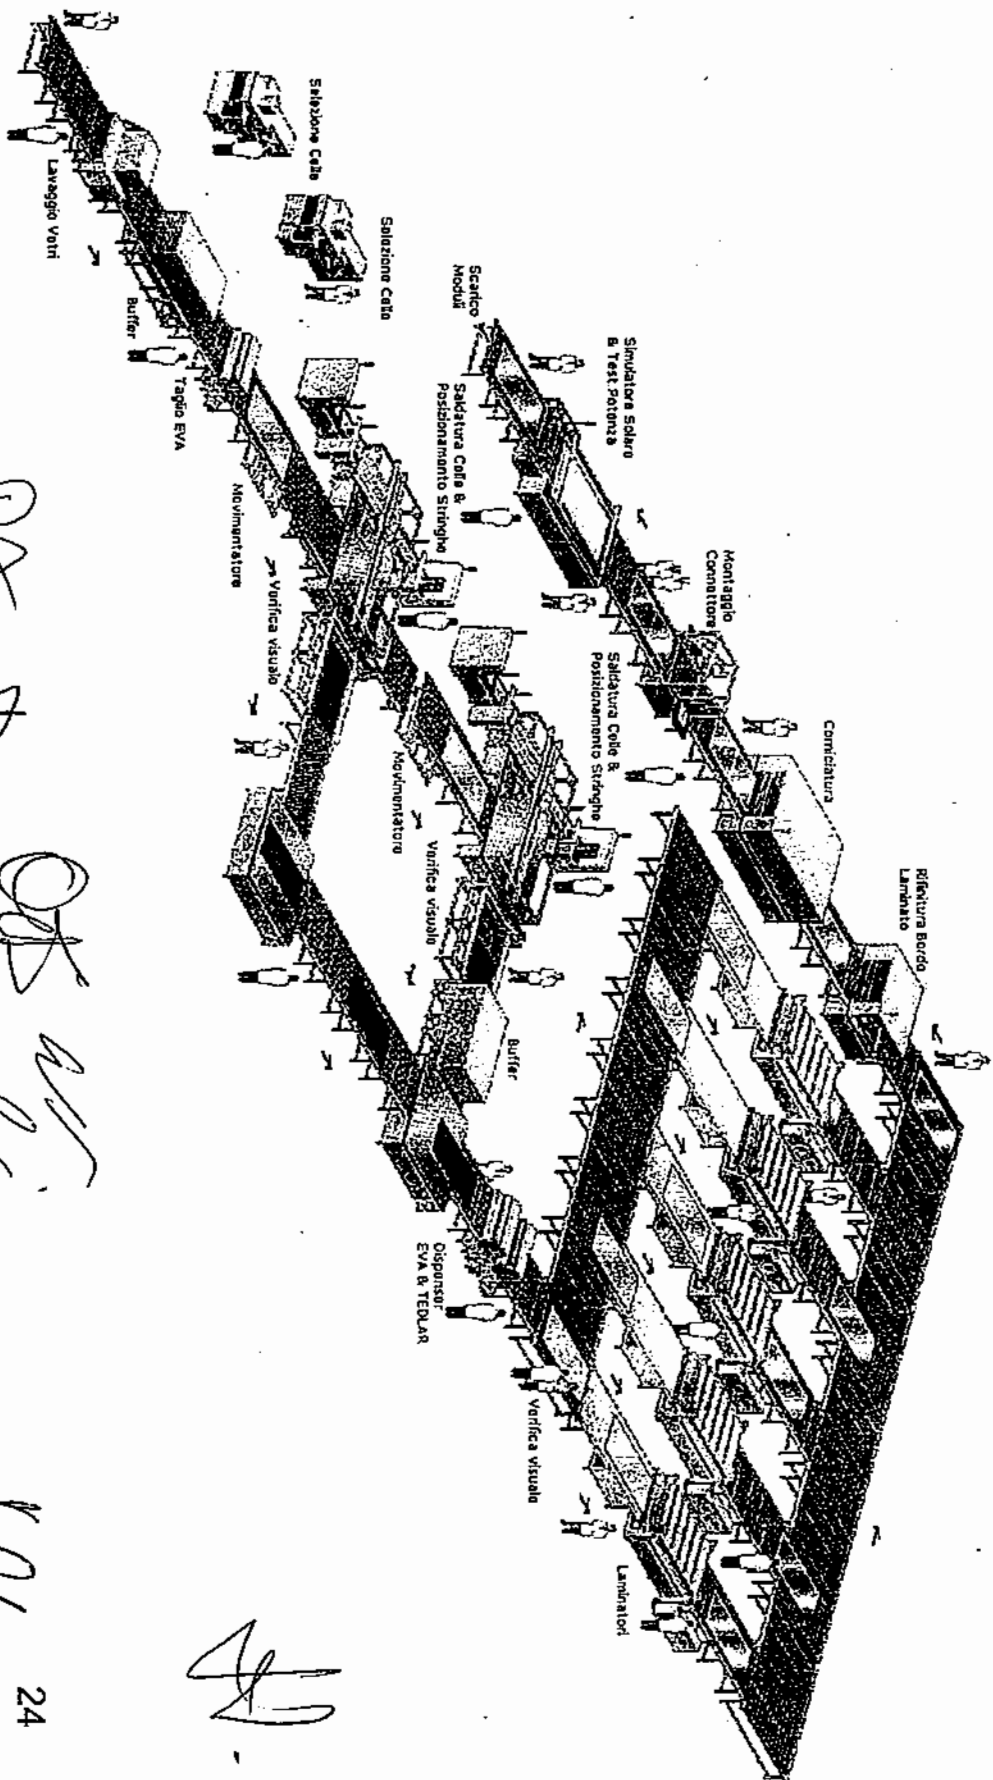 Selezione Celle
Selezione Celle
Lavaggio Vetri
Buffer
Taglio EVA
Movimentatore
Verifica visuale
Scarico
Moduli
Simulatore Solare
& Test Potenza
Saldatura Celle &
Posizionamento Stringhe
Montaggio
Connettore
Saldatura Celle &
Posizionamento Stringhe
Movimentatore
Verifica visuale
Buffer
Corniciatura
Rifinitura Bordo
Laminato
Dispenser
EVA & TEDLAR
Verifica visuale
Laminatori
24